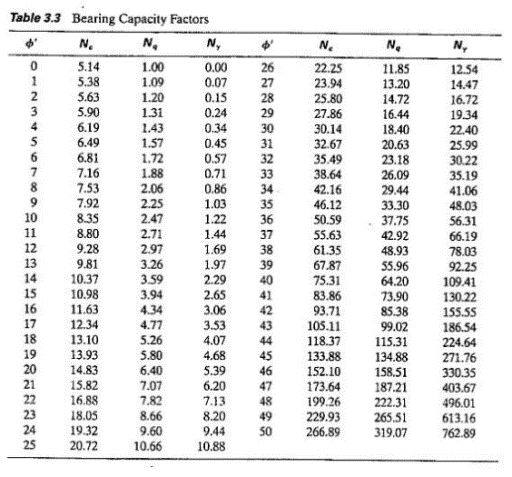 Table 3.3 Bearing Capacity Factors
ϕ' Nc Nq Nγ ϕ' Nc Nq Nγ
0 5.14 1.00 0.00 26 22.25 11.85 12.54
1 5.38 1.09 0.07 27 23.94 13.20 14.47
2 5.63 1.20 0.15 28 25.80 14.72 16.72
3 5.90 1.31 0.24 29 27.86 16.44 19.34
4 6.19 1.43 0.34 30 30.14 18.40 22.40
5 6.49 1.57 0.45 31 32.67 20.63 25.99
6 6.81 1.72 0.57 32 35.49 23.18 30.22
7 7.16 1.88 0.71 33 38.64 26.09 35.19
8 7.53 2.06 0.86 34 42.16 29.44 41.06
9 7.92 2.25 1.03 35 46.12 33.30 48.03
10 8.35 2.47 1.22 36 50.59 37.75 56.31
11 8.80 2.71 1.44 37 55.63 42.92 66.19
12 9.28 2.97 1.69 38 61.35 48.93 78.03
13 9.81 3.26 1.97 39 67.87 55.96 92.25
14 10.37 3.59 2.29 40 75.31 64.20 109.41
15 10.98 3.94 2.65 41 83.86 73.90 130.22
16 11.63 4.34 3.06 42 93.71 85.38 155.55
17 12.34 4.77 3.53 43 105.11 99.02 186.54
18 13.10 5.26 4.07 44 118.37 115.31 224.64
19 13.93 5.80 4.68 45 133.88 134.88 271.76
20 14.83 6.40 5.39 46 152.10 158.51 330.35
21 15.82 7.07 6.20 47 173.64 187.21 403.67
22 16.88 7.82 7.13 48 199.26 222.31 496.01
23 18.05 8.66 8.20 49 229.93 265.51 613.16
24 19.32 9.60 9.44 50 266.89 319.07 762.89
25 20.72 10.66 10.88